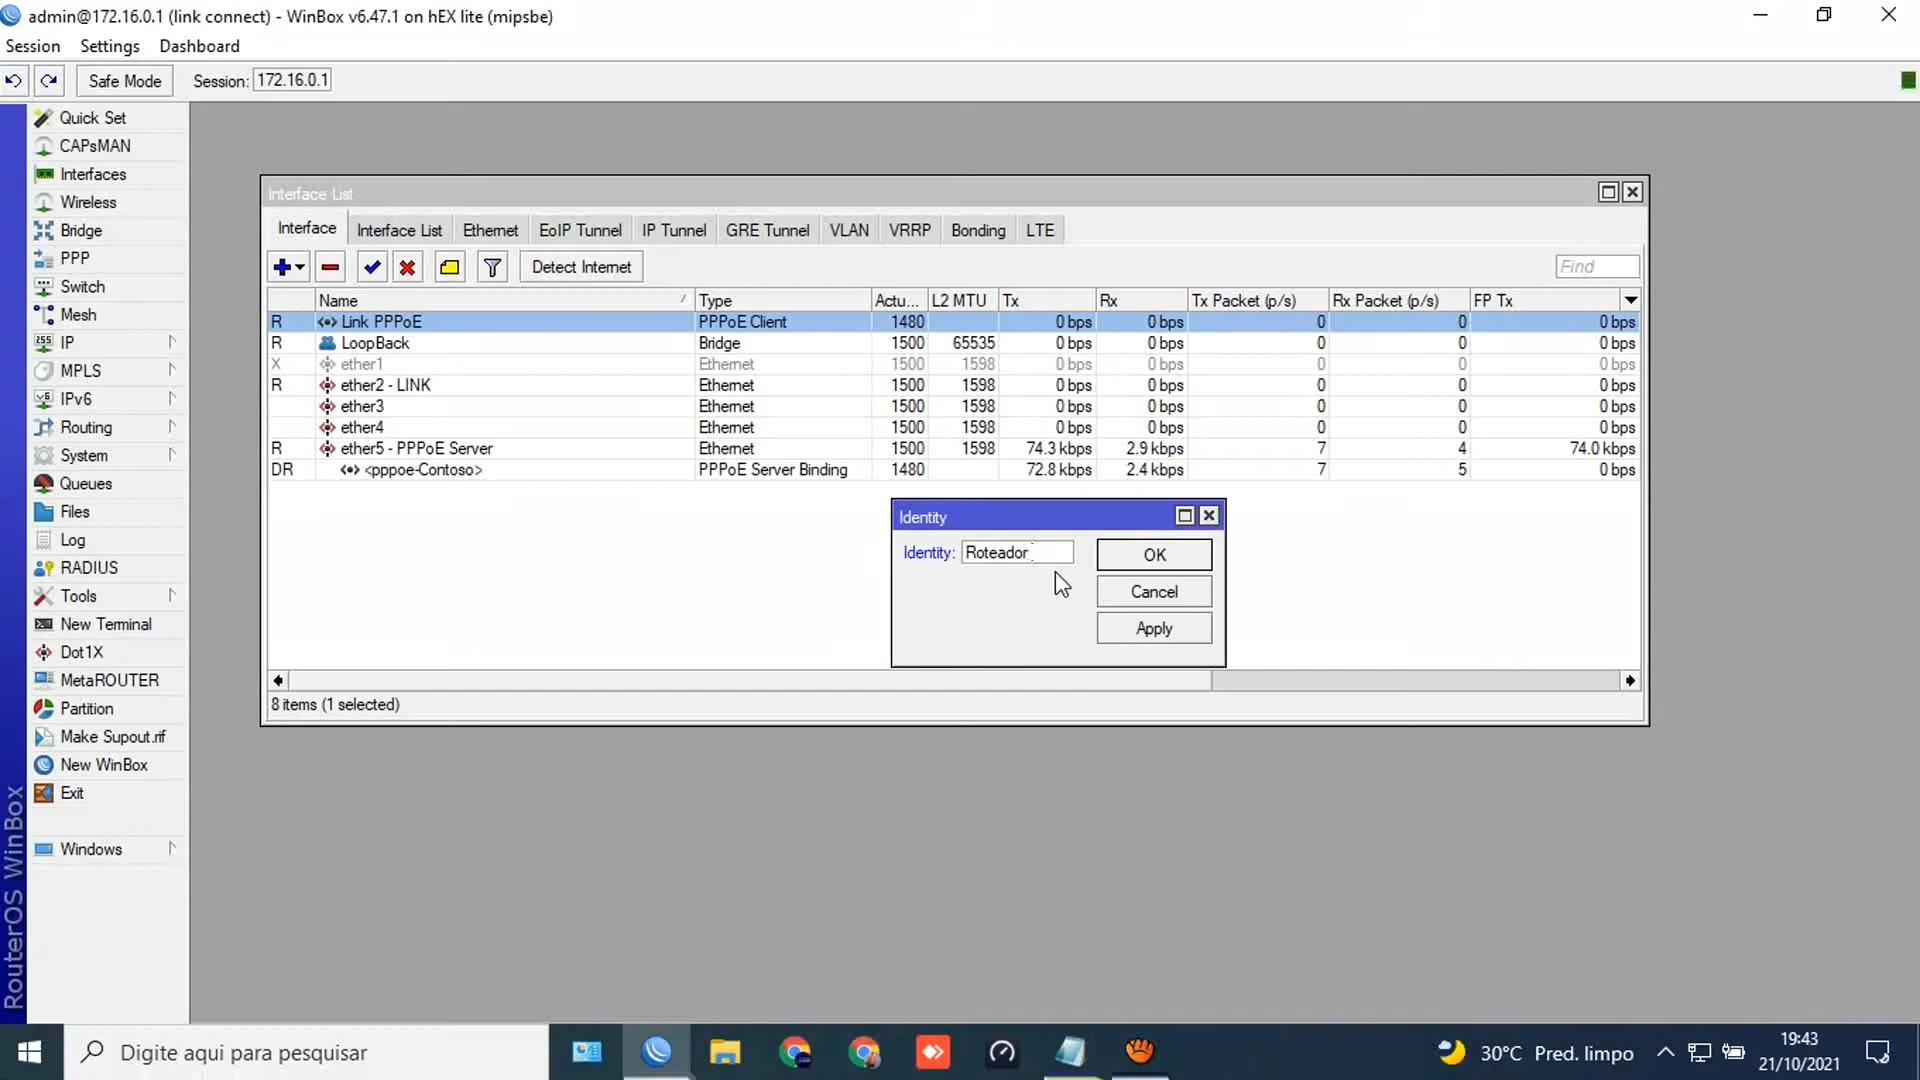 admin@172.16.0.1 (link connect) - WinBox v6.47.1 on hEX lite (mipsbe)
Session Settings Dashboard
Safe Mode Session: 172.16.0.1
Quick Set
CAPsMAN
Interfaces
Wireless
Bridge
PPP
Switch
Mesh
IP
MPLS
IPv6
Routing
System
Queues
Files
Log
RADIUS
Tools
New Terminal
Dot1X
MetaROUTER
Partition
Make Supout.rif
New WinBox
Exit
Windows
RouterOS WinBox
Interface List
Interface Interface List Ethernet EoIP Tunnel IP Tunnel GRE Tunnel VLAN VRRP Bonding LTE
Detect Internet Find
Name Type Actu... L2 MTU Tx Rx Tx Packet (p/s) Rx Packet (p/s) FP Tx
R Link PPPoE PPPoE Client 1480 0 bps 0 bps 0 0 0 bps
R LoopBack Bridge 1500 65535 0 bps 0 bps 0 0 0 bps
X ether1 Ethernet 1500 1598 0 bps 0 bps 0 0 0 bps
R ether2 - LINK Ethernet 1500 1598 0 bps 0 bps 0 0 0 bps
ether3 Ethernet 1500 1598 0 bps 0 bps 0 0 0 bps
ether4 Ethernet 1500 1598 0 bps 0 bps 0 0 0 bps
R ether5 - PPPoE Server Ethernet 1500 1598 74.3 kbps 2.9 kbps 7 4 74.0 kbps
DR <pppoe-Contoso> PPPoE Server Binding 1480 72.8 kbps 2.4 kbps 7 5 0 bps
Identity
Identity: Roteador OK
Cancel
Apply
8 items (1 selected)
Digite aqui para pesquisar
30°C Pred. limpo
19:43
21/10/2021